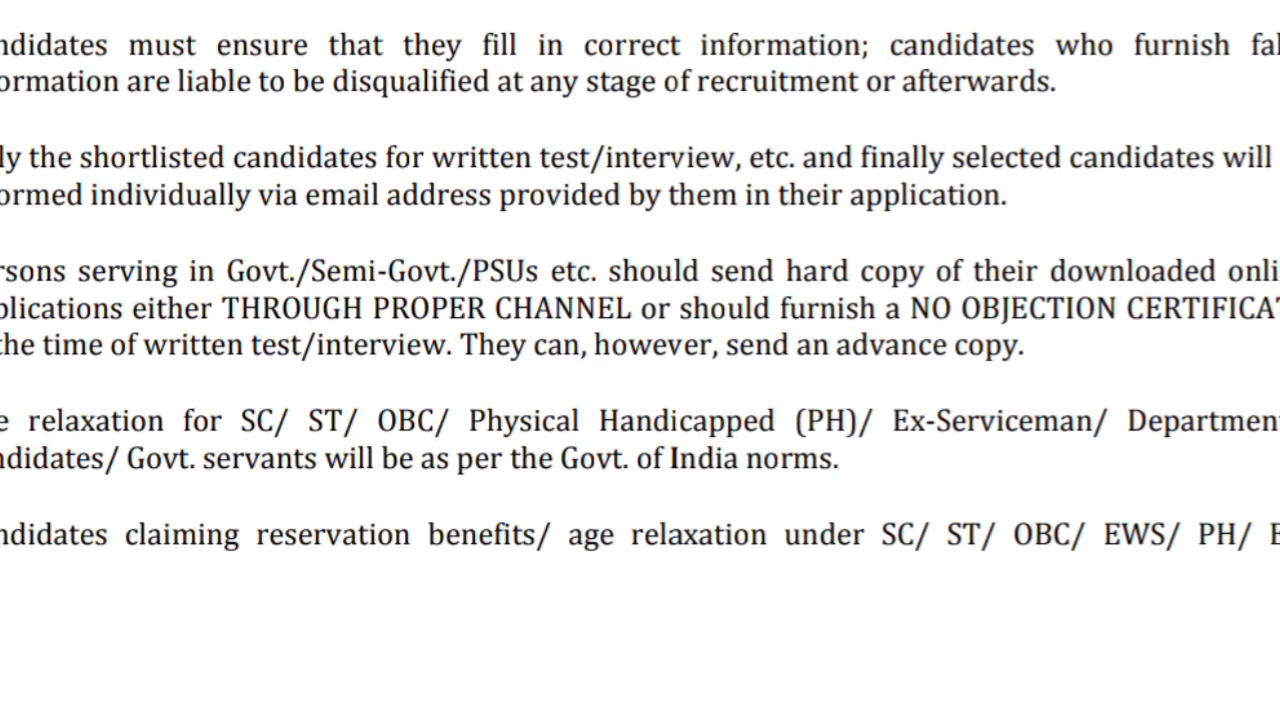 ndidates must ensure that they fill in correct information; candidates who furnish fal
ormation are liable to be disqualified at any stage of recruitment or afterwards.
ly the shortlisted candidates for written test/interview, etc. and finally selected candidates will
ormed individually via email address provided by them in their application.
rsons serving in Govt./Semi-Govt./PSUs etc. should send hard copy of their downloaded onli
plications either THROUGH PROPER CHANNEL or should furnish a NO OBJECTION CERTIFICAT
the time of written test/interview. They can, however, send an advance copy.
e relaxation for SC/ ST/ OBC/ Physical Handicapped (PH)/ Ex-Serviceman/ Department
ndidates/ Govt. servants will be as per the Govt. of India norms.
ndidates claiming reservation benefits/ age relaxation under SC/ ST/ OBC/ EWS/ PH/ E